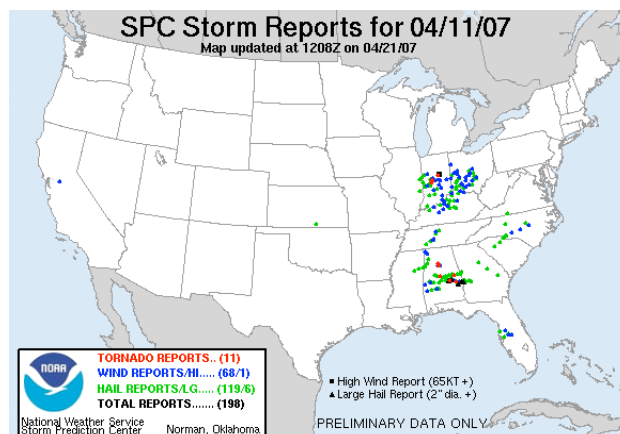 SPC Storm Reports for 04/11/07
Map updated at 1208Z on 04/21/07
NOAA
TORNADO REPORTS.. (11)
WIND REPORTS/HI..... (68/1)
HAIL REPORTS/LG..... (119/6)
TOTAL REPORTS....... (198)
National Weather Service
Storm Prediction Center Norman, Oklahoma
High Wind Report (65KT +)
Large Hail Report (2" dia. +)
PRELIMINARY DATA ONLY